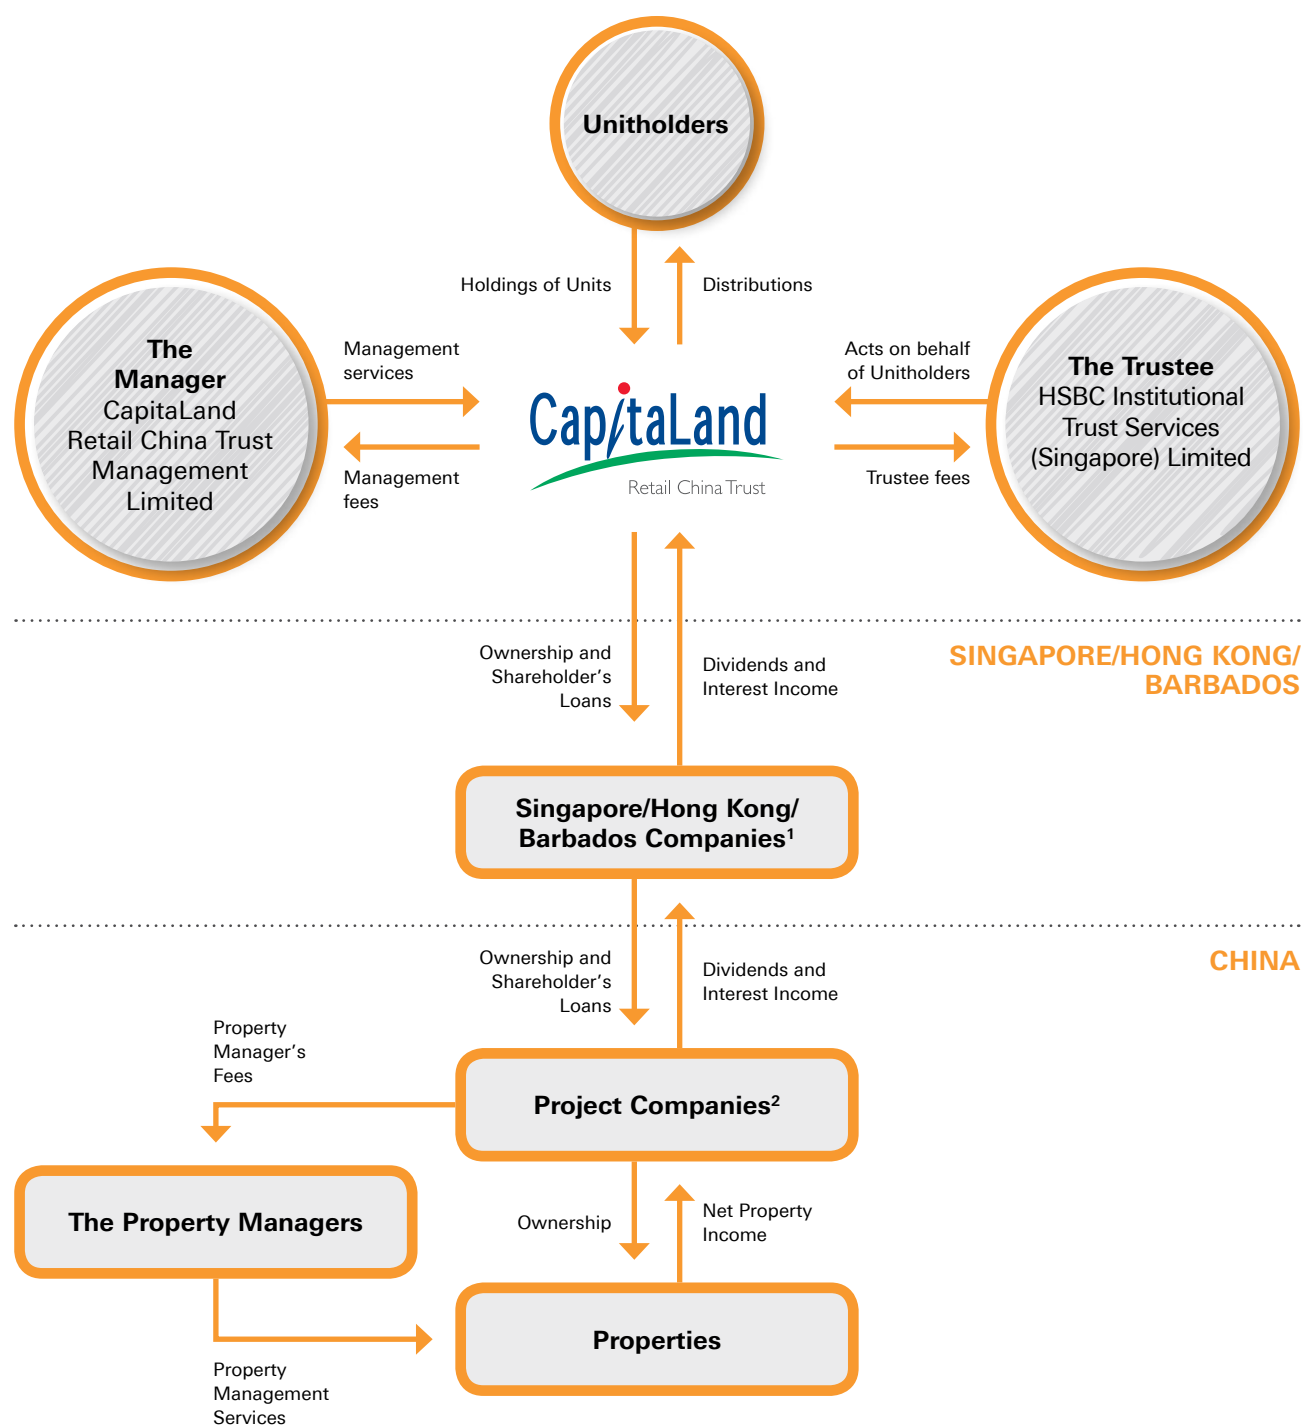 Unitholders
Holdings of Units
Distributions
The
Manager
CapitaLand
Retail China Trust
Management
Limited
Management
services
Management
fees
CapitaLand
Retail China Trust
Acts on behalf
of Unitholders
Trustee fees
The Trustee
HSBC Institutional
Trust Services
(Singapore) Limited
SINGAPORE/HONG KONG/
BARBADOS
Ownership and
Shareholder’s
Loans
Dividends and
Interest Income
Singapore/Hong Kong/
Barbados Companies¹
CHINA
Ownership and
Shareholder’s
Loans
Dividends and
Interest Income
Property
Manager’s
Fees
Project Companies²
The Property Managers
Ownership
Net Property
Income
Properties
Property
Management
Services